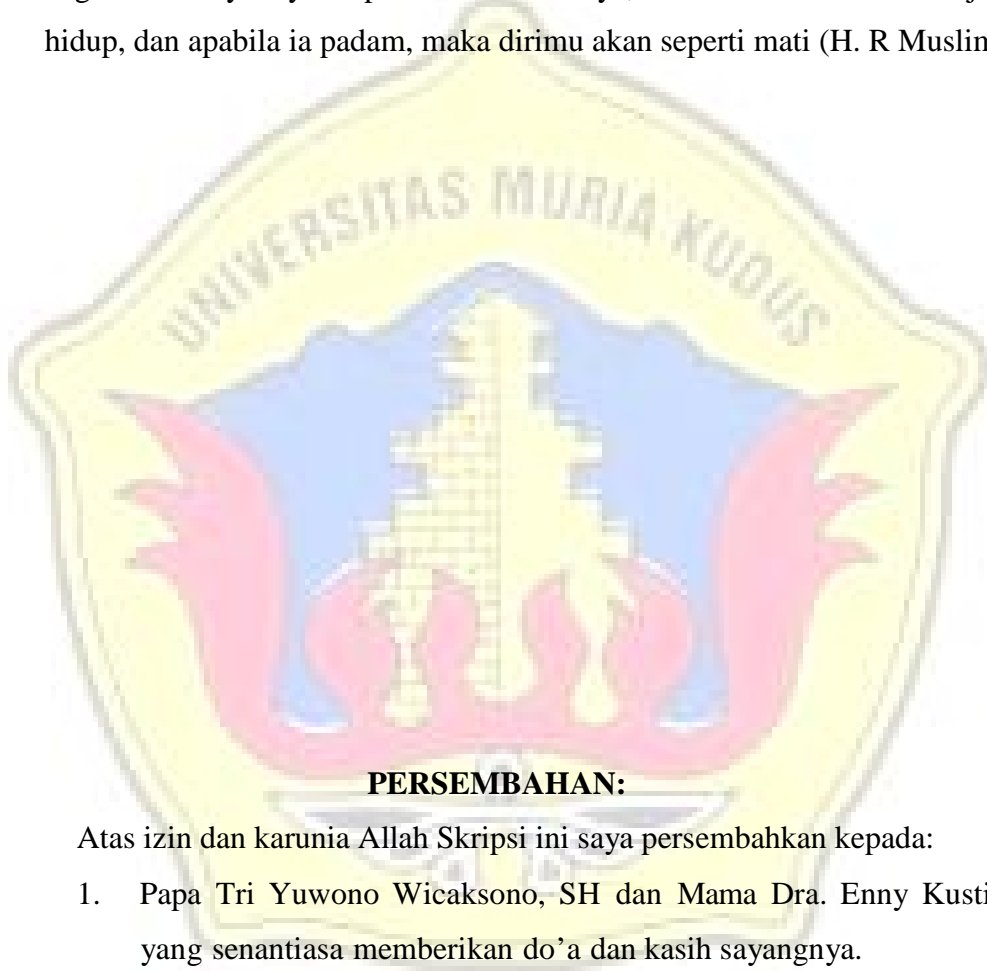 hidup, dan apabila ia padam, maka dirimu akan seperti mati (H. R Muslim
UNIVERSITAS MURIA KUDUS
PERSEMBAHAN:
Atas izin dan karunia Allah Skripsi ini saya persembahkan kepada:
1. Papa Tri Yuwono Wicaksono, SH dan Mama Dra. Enny Kusti
yang senantiasa memberikan do’a dan kasih sayangnya.